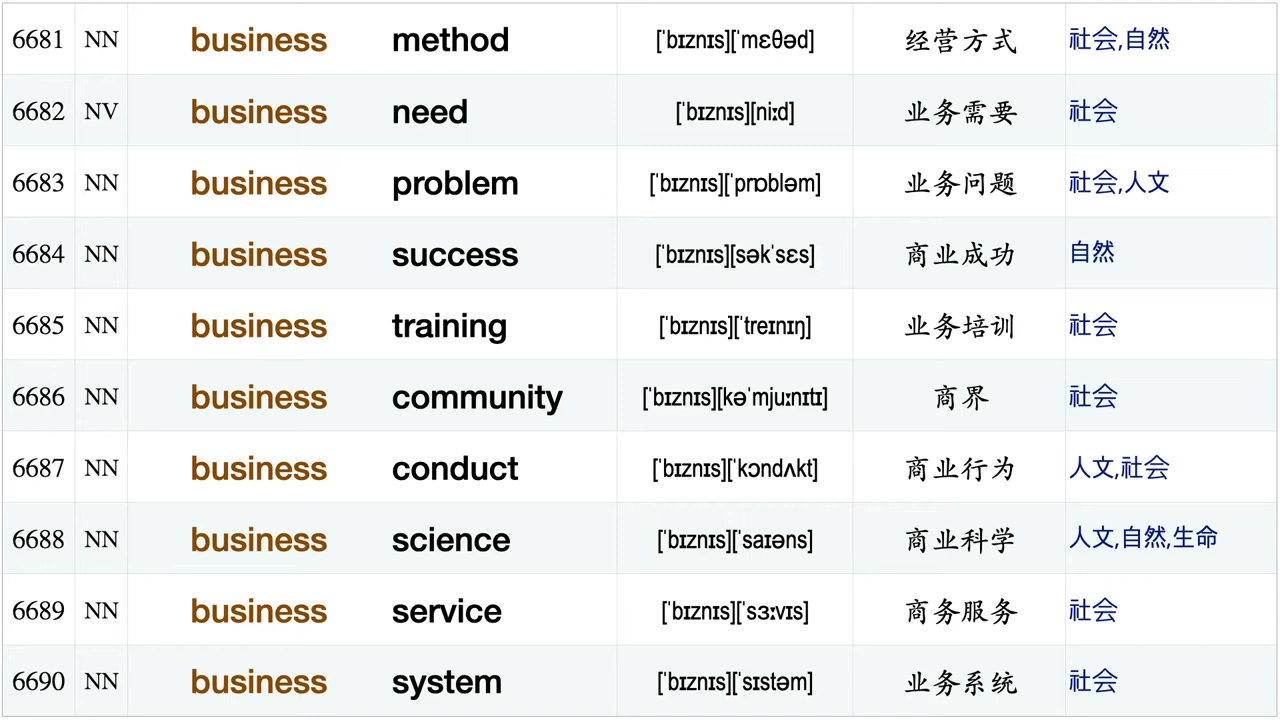 6681 NN business method [ˈbɪznɪs][ˈmɛθəd] 经营方式 社会,自然
6682 NV business need [ˈbɪznɪs][niːd] 业务需要 社会
6683 NN business problem [ˈbɪznɪs][ˈprɒbləm] 业务问题 社会,人文
6684 NN business success [ˈbɪznɪs][səkˈsɛs] 商业成功 自然
6685 NN business training [ˈbɪznɪs][ˈtreɪnɪŋ] 业务培训 社会
6686 NN business community [ˈbɪznɪs][kəˈmjuːnɪtɪ] 商界 社会
6687 NN business conduct [ˈbɪznɪs][ˈkɔndʌkt] 商业行为 人文,社会
6688 NN business science [ˈbɪznɪs][ˈsaɪəns] 商业科学 人文,自然,生命
6689 NN business service [ˈbɪznɪs][ˈsɜːvɪs] 商务服务 社会
6690 NN business system [ˈbɪznɪs][ˈsɪstəm] 业务系统 社会